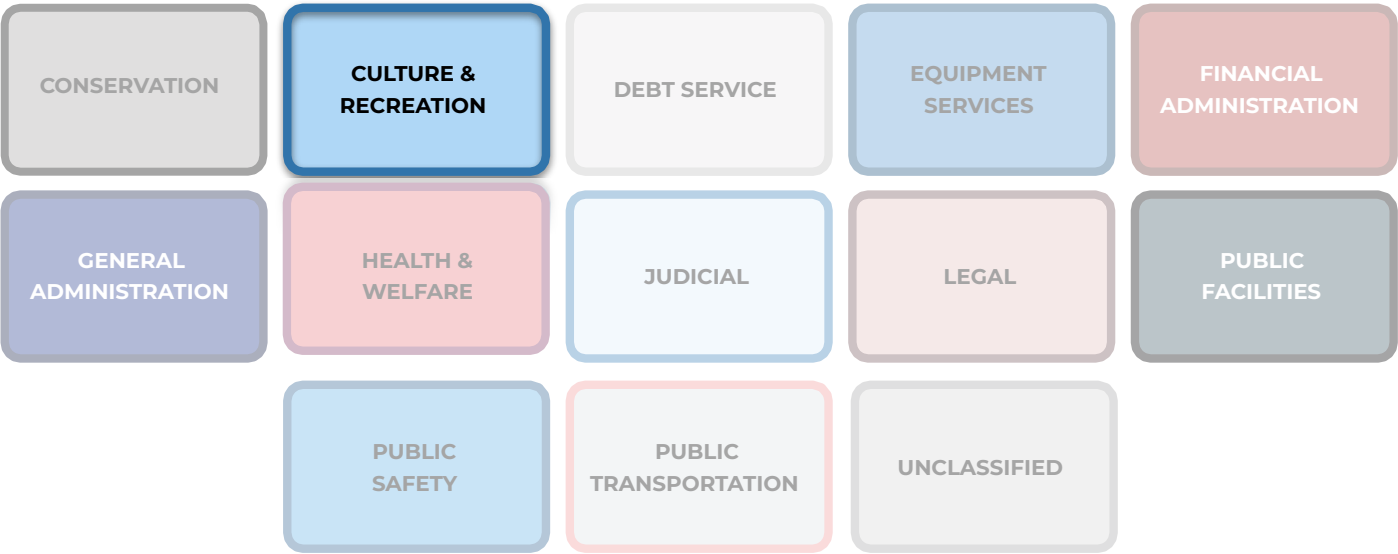 CONSERVATION
CULTURE &
RECREATION
DEBT SERVICE
EQUIPMENT
SERVICES
FINANCIAL
ADMINISTRATION
GENERAL
ADMINISTRATION
HEALTH &
WELFARE
JUDICIAL
LEGAL
PUBLIC
FACILITIES
PUBLIC
SAFETY
PUBLIC
TRANSPORTATION
UNCLASSIFIED